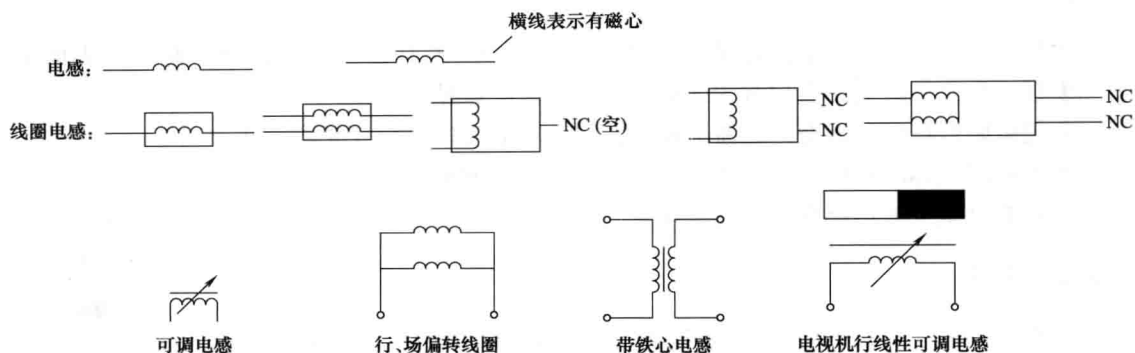 横线表示有磁心
电感：
线圈电感：
NC (空)
NC
NC
NC
NC
可调电感
行、场偏转线圈
带铁心电感
电视机行线性可调电感